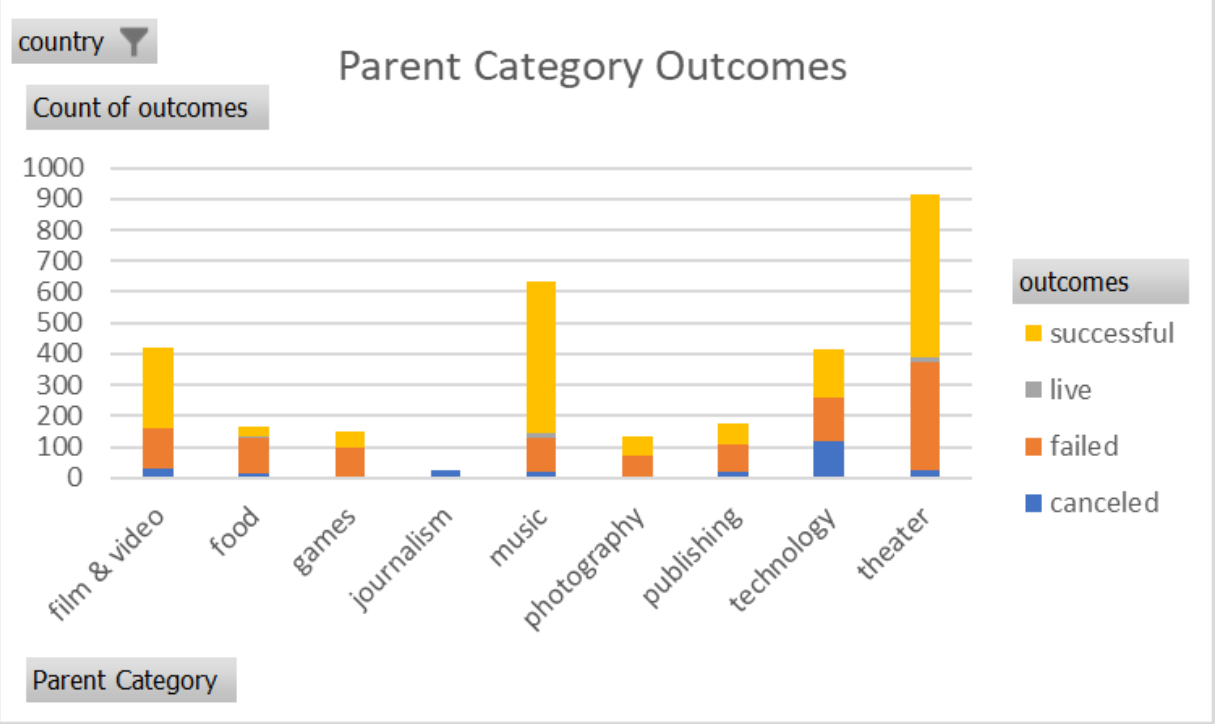 country
Parent Category Outcomes
Count of outcomes
1000
900
800
700
600
500
400
300
200
100
0
film & video
food
games
journalism
music
photography
publishing
technology
theater
outcomes
successful
live
failed
canceled
Parent Category